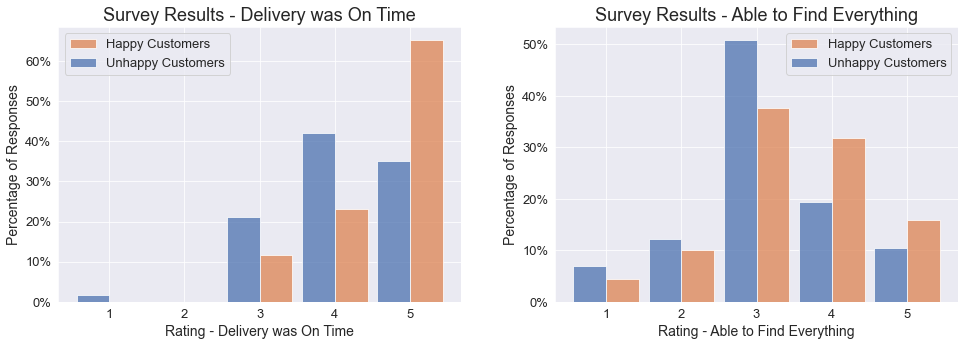 Survey Results - Delivery was On Time
Happy Customers
Unhappy Customers
Percentage of Responses
60%
50%
40%
30%
20%
10%
0%
1 2 3 4 5
Rating - Delivery was On Time
Survey Results - Able to Find Everything
Happy Customers
Unhappy Customers
Percentage of Responses
50%
40%
30%
20%
10%
0%
1 2 3 4 5
Rating - Able to Find Everything